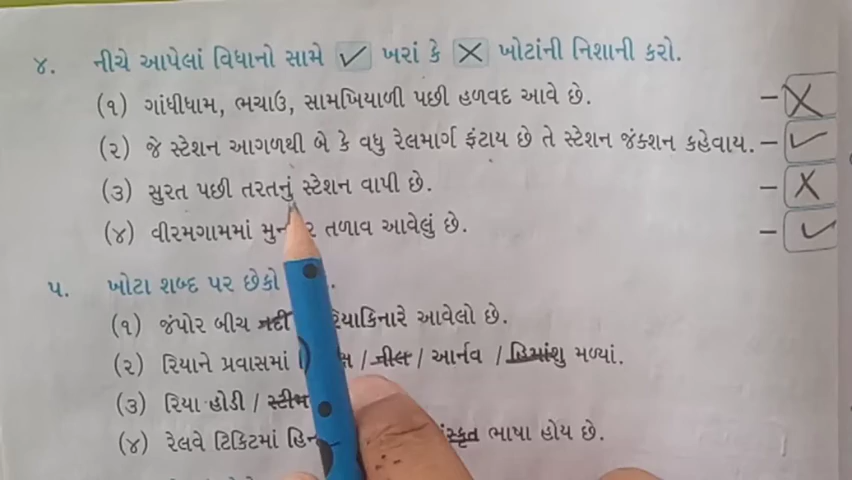 ૪. નીચે આપેલાં વિધાનો સામે ✓ ખરાં કે ✗ ખોટાંની નિશાની કરો.
(૧) ગાંધીધામ, ભચાઉ, સામખિયાળી પછી હળવદ આવે છે. – ✗
(૨) જે સ્ટેશન આગળથી બે કે વધુ રેલમાર્ગ ફંટાય છે તે સ્ટેશન જંક્શન કહેવાય. – ✓
(૩) સુરત પછી તરતનું સ્ટેશન વાપી છે. – ✗
(૪) વીરમગામમાં તળાવ આવેલું છે. – ✓
૫. ખોટા શબ્દ પર છેકો
(૧) જંપોર બીચ નદી આવેલો છે.
(૨) રિયાને પ્રવાસમાં / નીલ / આર્નવ / હિમાંશુ મળ્યાં.
(૩) રિયા હોડી /
(૪) રેલવે ટિકિટમાં ભાષા હોય છે.